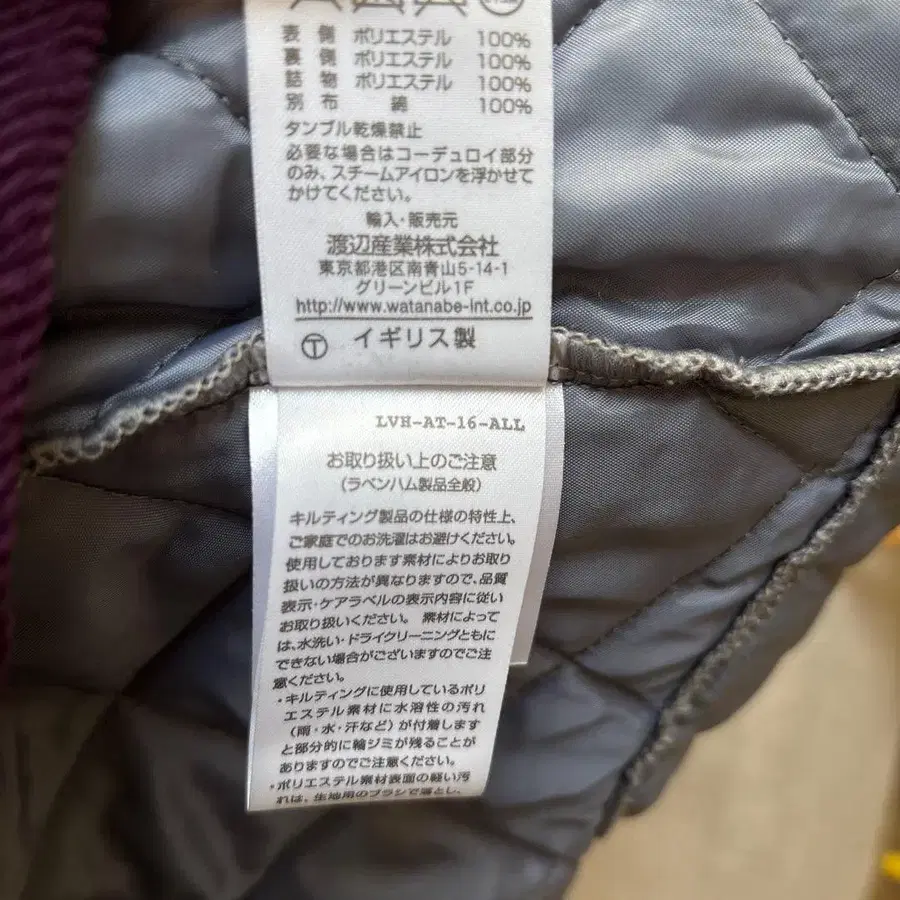 表側 ポリエステル 100%
裏側 ポリエステル 100%
詰物 ポリエステル 100%
別布 綿 100%
タンブル乾燥禁止
必要な場合はコーデュロイ部分
のみ、スチームアイロンを浮かせて
かけてください。
輸入・販売元
渡辺産業株式会社
東京都港区南青山5-14-1
グリーンビル1F
http://www.watanabe-int.co.jp
Ⓣ イギリス製
LVH-AT-16-ALL
お取り扱い上のご注意
(ラベンハム製品全般)
キルティング製品の仕様の特性上、
ご家庭でのお洗濯はお避けください。
使用しております素材によりお取り
扱いの方法が異なりますので、品質
表示・ケアラベルの表示内容に従い
お取り扱いください。素材によって
は、水洗い・ドライクリーニングともに
できない場合がございますのでご注
意ください。
・キルティングに使用しているポリ
エステル素材に水溶性の汚れ
(雨・水・汗など)が付着します
と部分的に輪ジミが残ることが
ありますのでご注意ください。
・ポリエステル素材表面の軽い汚
れは、生地用のブラシで落とし、